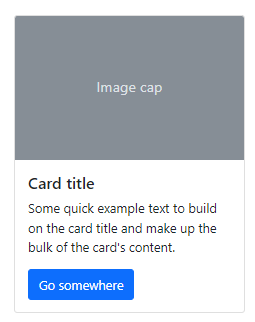 Image cap
Card title
Some quick example text to build
on the card title and make up the
bulk of the card's content.
Go somewhere